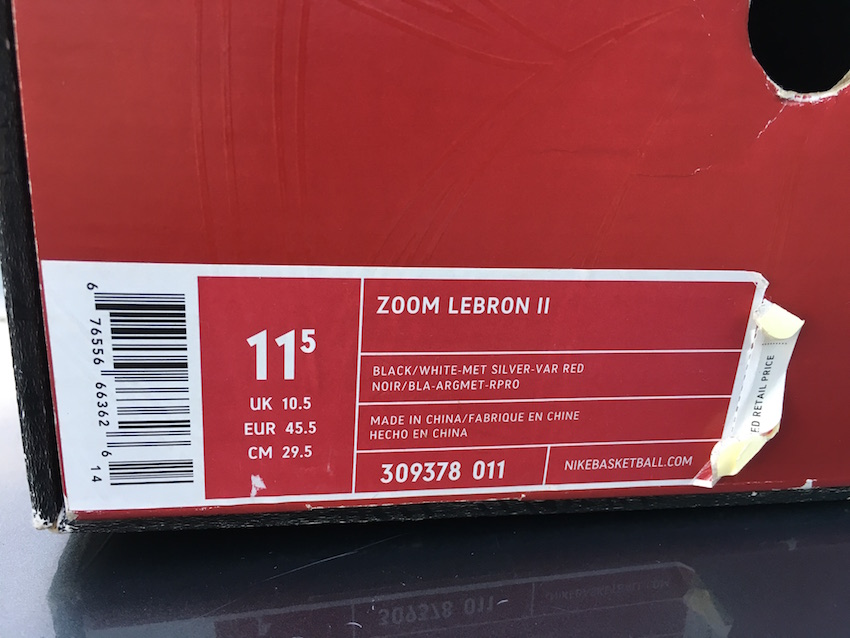 6 76556 66362 6 14
11⁵
UK 10.5
EUR 45.5
CM 29.5
ZOOM LEBRON II
BLACK/WHITE-MET SILVER-VAR RED
NOIR/BLA-ARGMET-RPRO
MADE IN CHINA/FABRIQUE EN CHINE
HECHO EN CHINA
309378 011
NIKEBASKETBALL.COM
ED RETAIL PRICE
309378 011